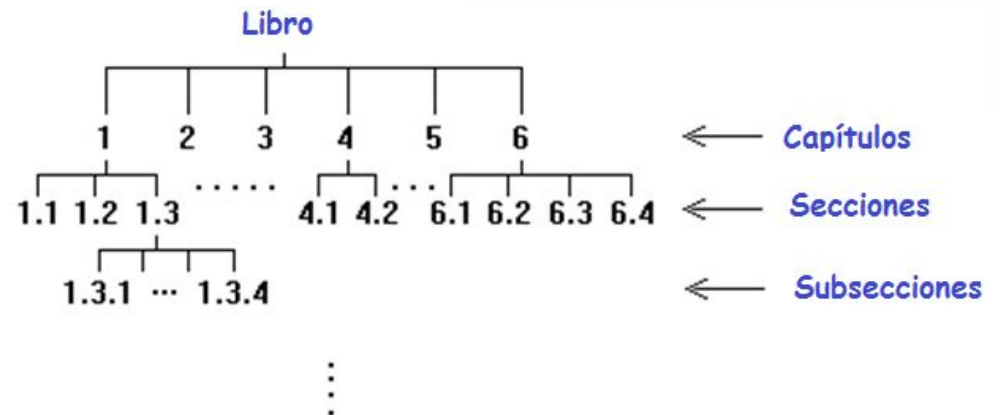 Libro
1 2 3 4 5 6 Capítulos
1.1 1.2 1.3 ..... 4.1 4.2 ... 6.1 6.2 6.3 6.4 Secciones
1.3.1 ... 1.3.4 Subsecciones